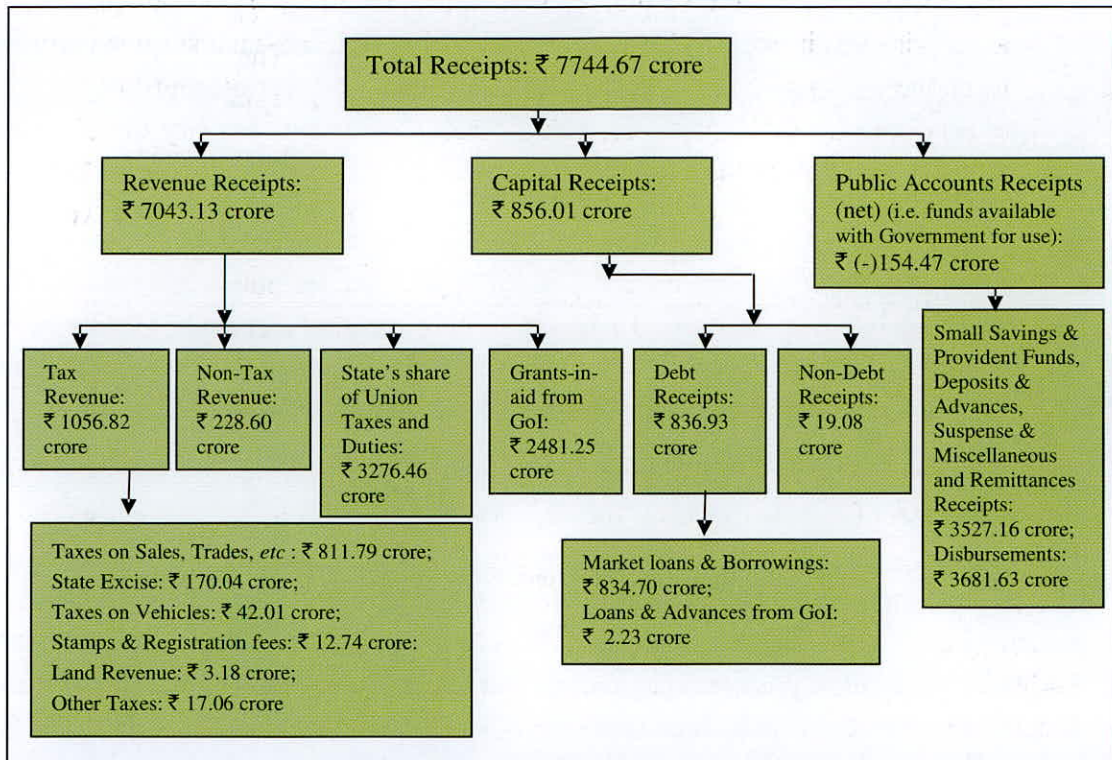 Total Receipts: ₹ 7744.67 crore
Revenue Receipts:
₹ 7043.13 crore
Capital Receipts:
₹ 856.01 crore
Public Accounts Receipts
(net) (i.e. funds available
with Government for use):
₹ (-)154.47 crore
Tax
Revenue:
₹ 1056.82
crore
Non-Tax
Revenue:
₹ 228.60
crore
State's share
of Union
Taxes and
Duties:
₹ 3276.46
crore
Grants-in-
aid from
GoI:
₹ 2481.25
crore
Debt
Receipts:
₹ 836.93
crore
Non-Debt
Receipts:
₹ 19.08
crore
Small Savings &
Provident Funds,
Deposits &
Advances,
Suspense &
Miscellaneous
and Remittances
Receipts:
₹ 3527.16 crore;
Disbursements:
₹ 3681.63 crore
Taxes on Sales, Trades, etc : ₹ 811.79 crore;
State Excise: ₹ 170.04 crore;
Taxes on Vehicles: ₹ 42.01 crore;
Stamps & Registration fees: ₹ 12.74 crore:
Land Revenue: ₹ 3.18 crore;
Other Taxes: ₹ 17.06 crore
Market loans & Borrowings:
₹ 834.70 crore;
Loans & Advances from GoI:
₹ 2.23 crore